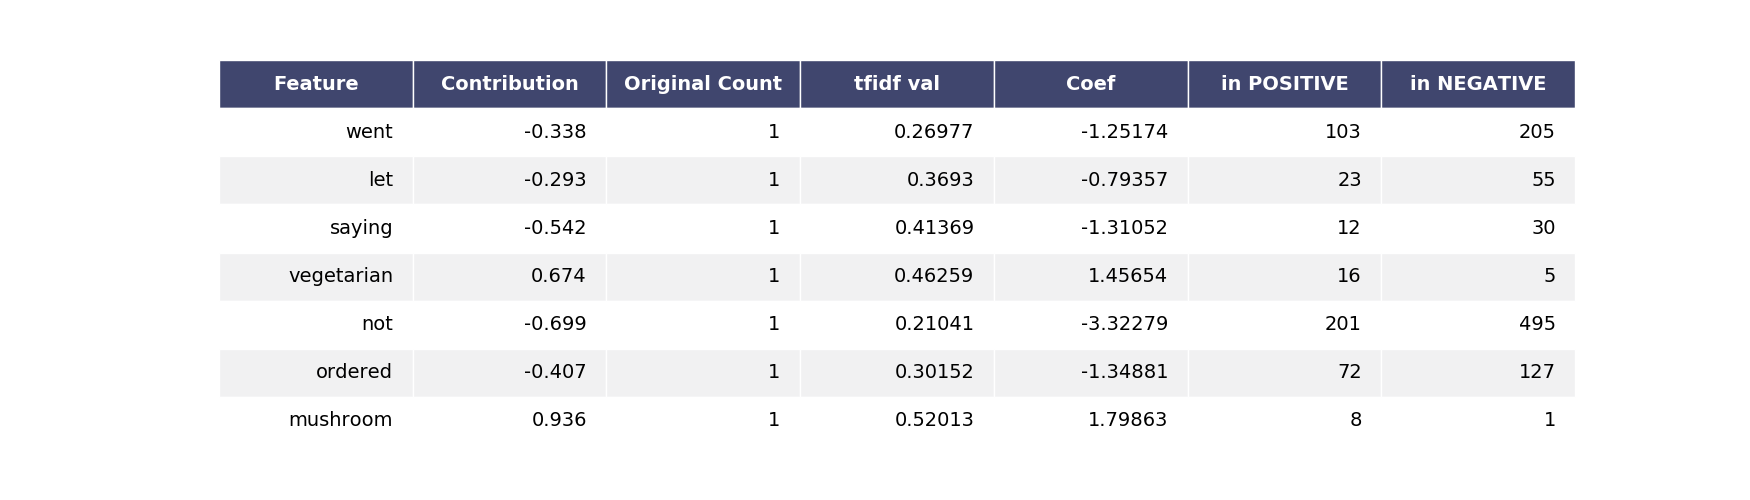 Feature Contribution Original Count tfidf val Coef in POSITIVE in NEGATIVE
went -0.338 1 0.26977 -1.25174 103 205
let -0.293 1 0.3693 -0.79357 23 55
saying -0.542 1 0.41369 -1.31052 12 30
vegetarian 0.674 1 0.46259 1.45654 16 5
not -0.699 1 0.21041 -3.32279 201 495
ordered -0.407 1 0.30152 -1.34881 72 127
mushroom 0.936 1 0.52013 1.79863 8 1